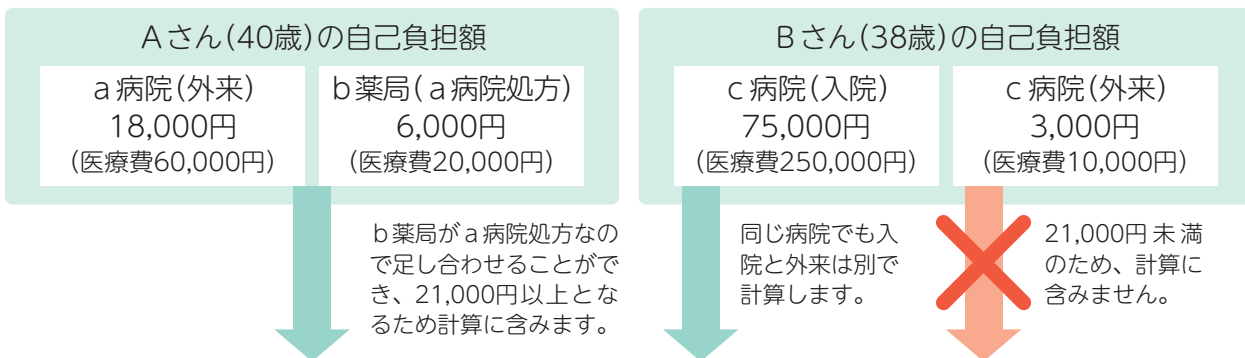 Aさん(40歳)の自己負担額
a病院(外来)
18,000円
(医療費60,000円)
b薬局(a病院処方)
6,000円
(医療費20,000円)
b薬局がa病院処方なの
で足し合わせることがで
き、21,000円以上とな
るため計算に含みます。
Bさん(38歳)の自己負担額
c病院(入院)
75,000円
(医療費250,000円)
c病院(外来)
3,000円
(医療費10,000円)
同じ病院でも入
院と外来は別で
計算します。
21,000円未満
のため、計算に
含みません。